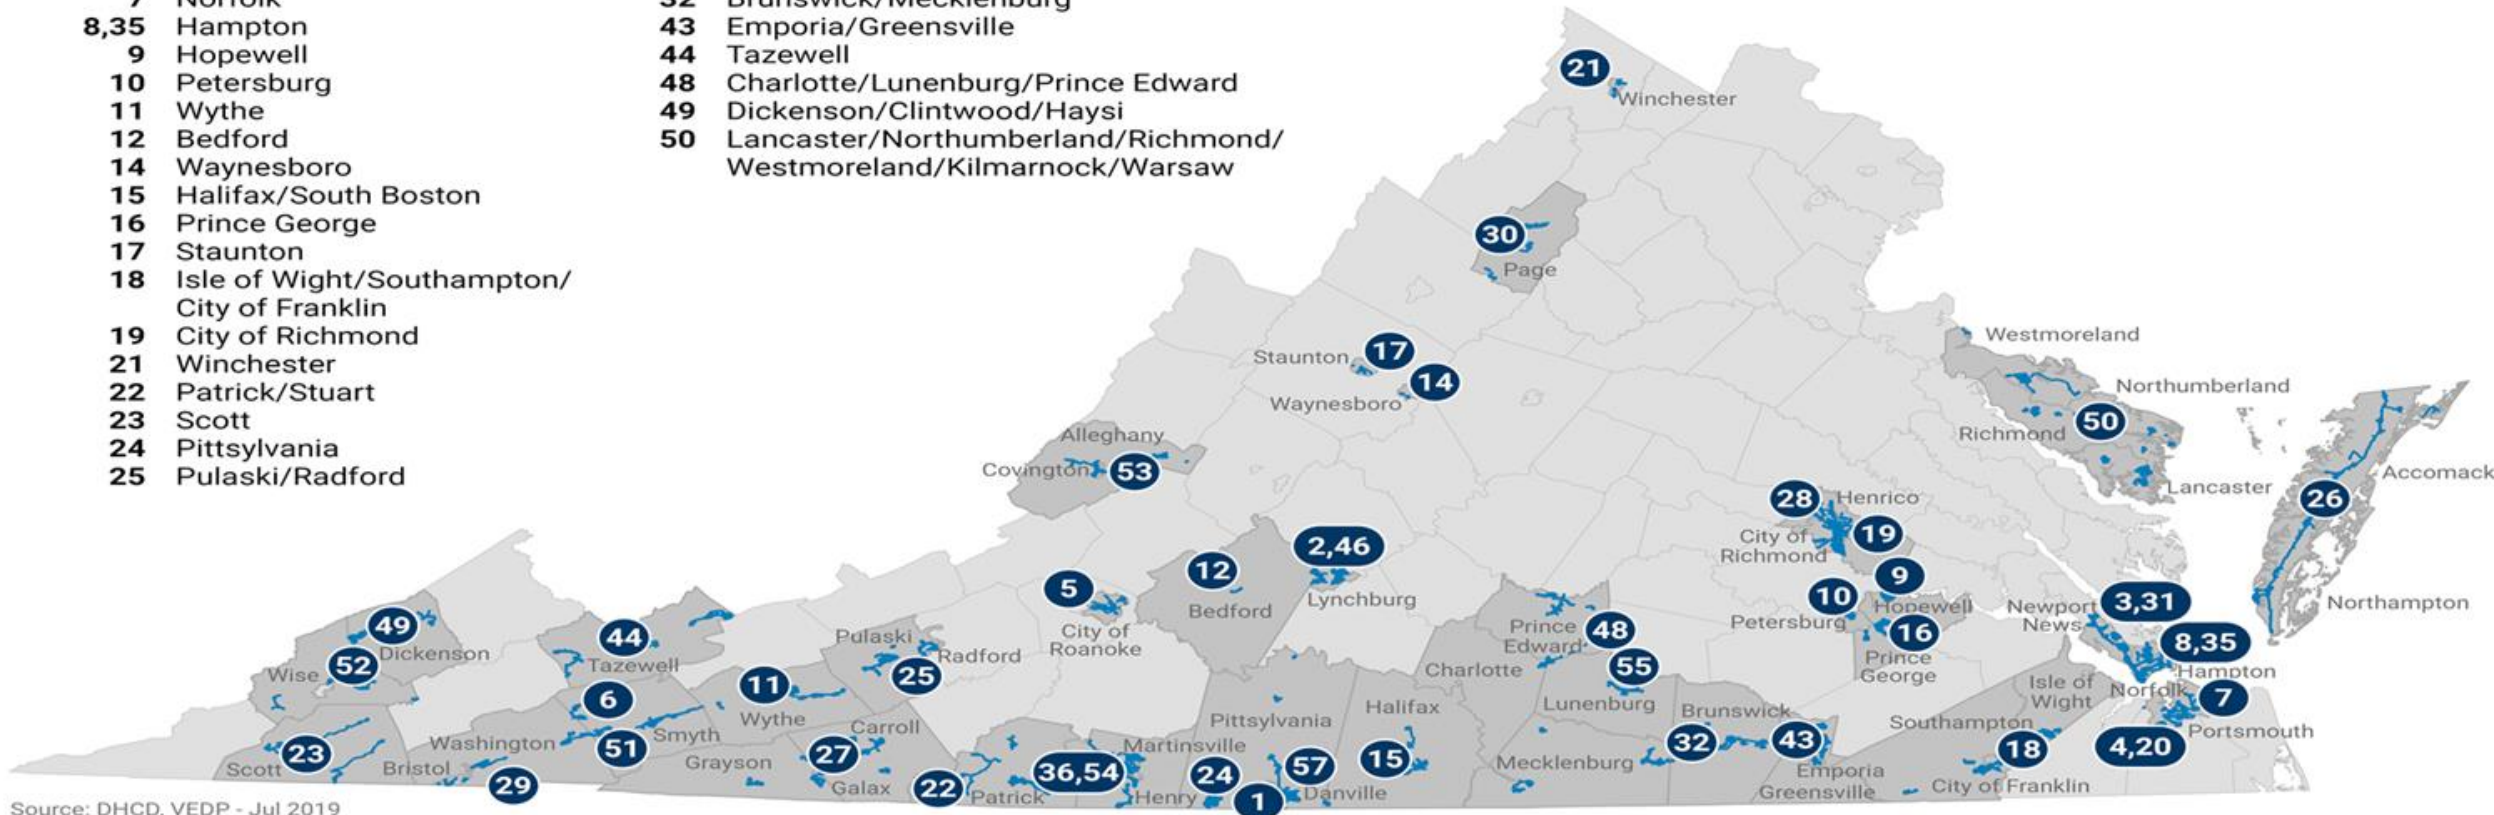 7 Norfolk
8,35 Hampton
9 Hopewell
10 Petersburg
11 Wythe
12 Bedford
14 Waynesboro
15 Halifax/South Boston
16 Prince George
17 Staunton
18 Isle of Wight/Southampton/
City of Franklin
19 City of Richmond
21 Winchester
22 Patrick/Stuart
23 Scott
24 Pittsylvania
25 Pulaski/Radford
32 Brunswick/Mecklenburg
43 Emporia/Greensville
44 Tazewell
48 Charlotte/Lunenburg/Prince Edward
49 Dickenson/Clintwood/Haysi
50 Lancaster/Northumberland/Richmond/
Westmoreland/Kilmarnock/Warsaw
21
Winchester
30
Page
Staunton
17
14
Waynesboro
Westmoreland
Northumberland
50
Richmond
Lancaster
Accomack
26
Northampton
Alleghany
Covington
53
28
Henrico
City of
Richmond
19
9
10
Hopewell
Petersburg
16
Prince
George
Newport
News
3,31
8,35
Hampton
Norfolk
7
Portsmouth
4,20
2,46
Lynchburg
12
Bedford
5
City of
Roanoke
49
Dickenson
52
Wise
44
Tazewell
Pulaski
Radford
25
11
Wythe
6
51
Smyth
Washington
23
Scott
Bristol
29
Grayson
Carroll
27
Galax
22
Patrick
36,54
Martinsville
Henry
24
Pittsylvania
1
57
Danville
Halifax
15
Prince
Edward
48
Charlotte
55
Lunenburg
Mecklenburg
Brunswick
32
43
Emporia
Greensville
Isle of
Wight
Southampton
18
City of Franklin
Source: DHCD, VEDP - Jul 2019